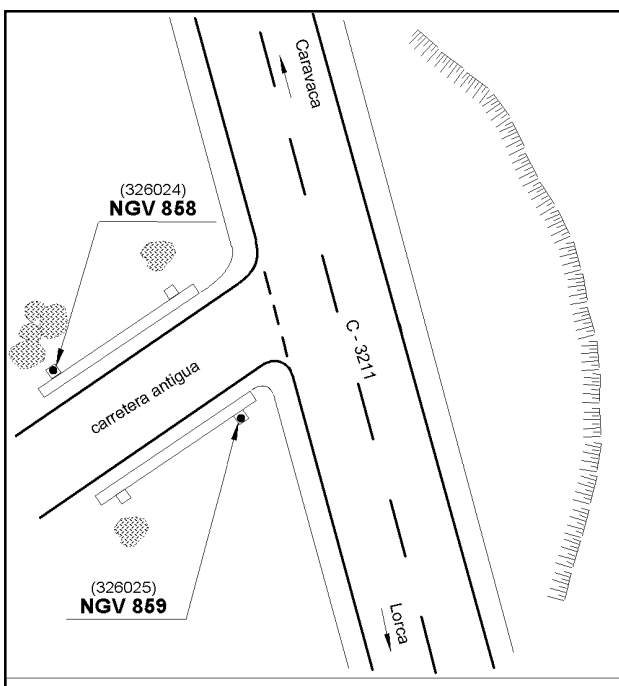 Caravaca
(326024)
NGV 858
C - 3211
carretera antigua
(326025)
NGV 859
Lorca